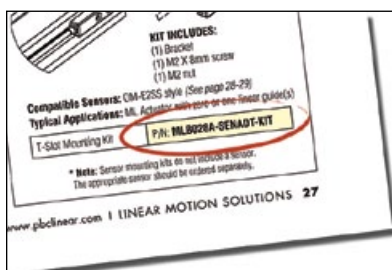 KIT INCLUDES:
(1) Bracket
(1) M2 X 8mm screw
(1) M2 nut
Compatible Sensors: OM-E2SS style (See page 28-29)
Typical Applications: ML Actuator with zero or one linear guide(s)
T-Slot Mounting Kit
P/N: MLB028A-SENA0T-KIT
* Note: Sensor mounting kits do not include a sensor.
The appropriate sensor should be ordered separately.
www.pbclinear.com | LINEAR MOTION SOLUTIONS 27